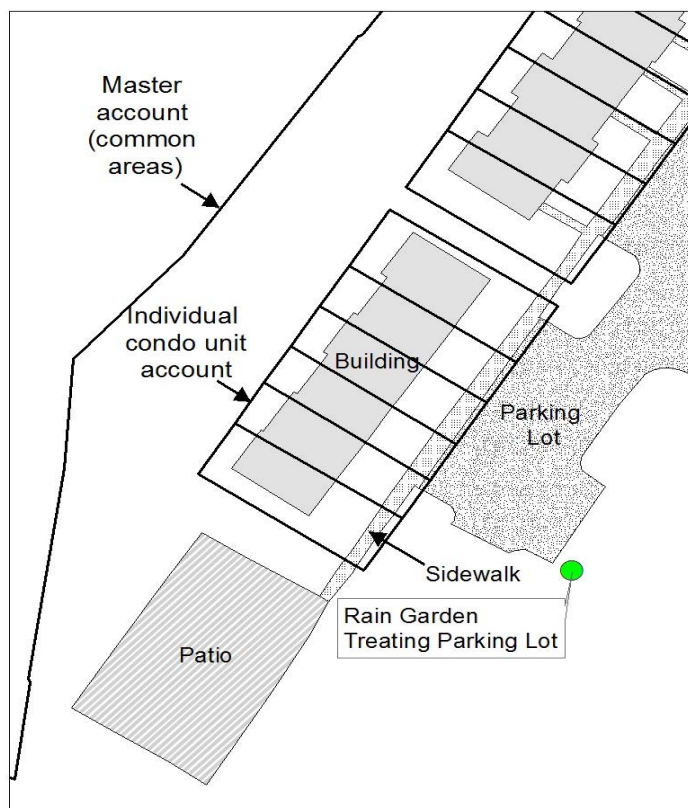 Master
account
(common
areas)
Individual
condo unit
account
Building
Parking
Lot
Sidewalk
Rain Garden
Treating Parking Lot
Patio